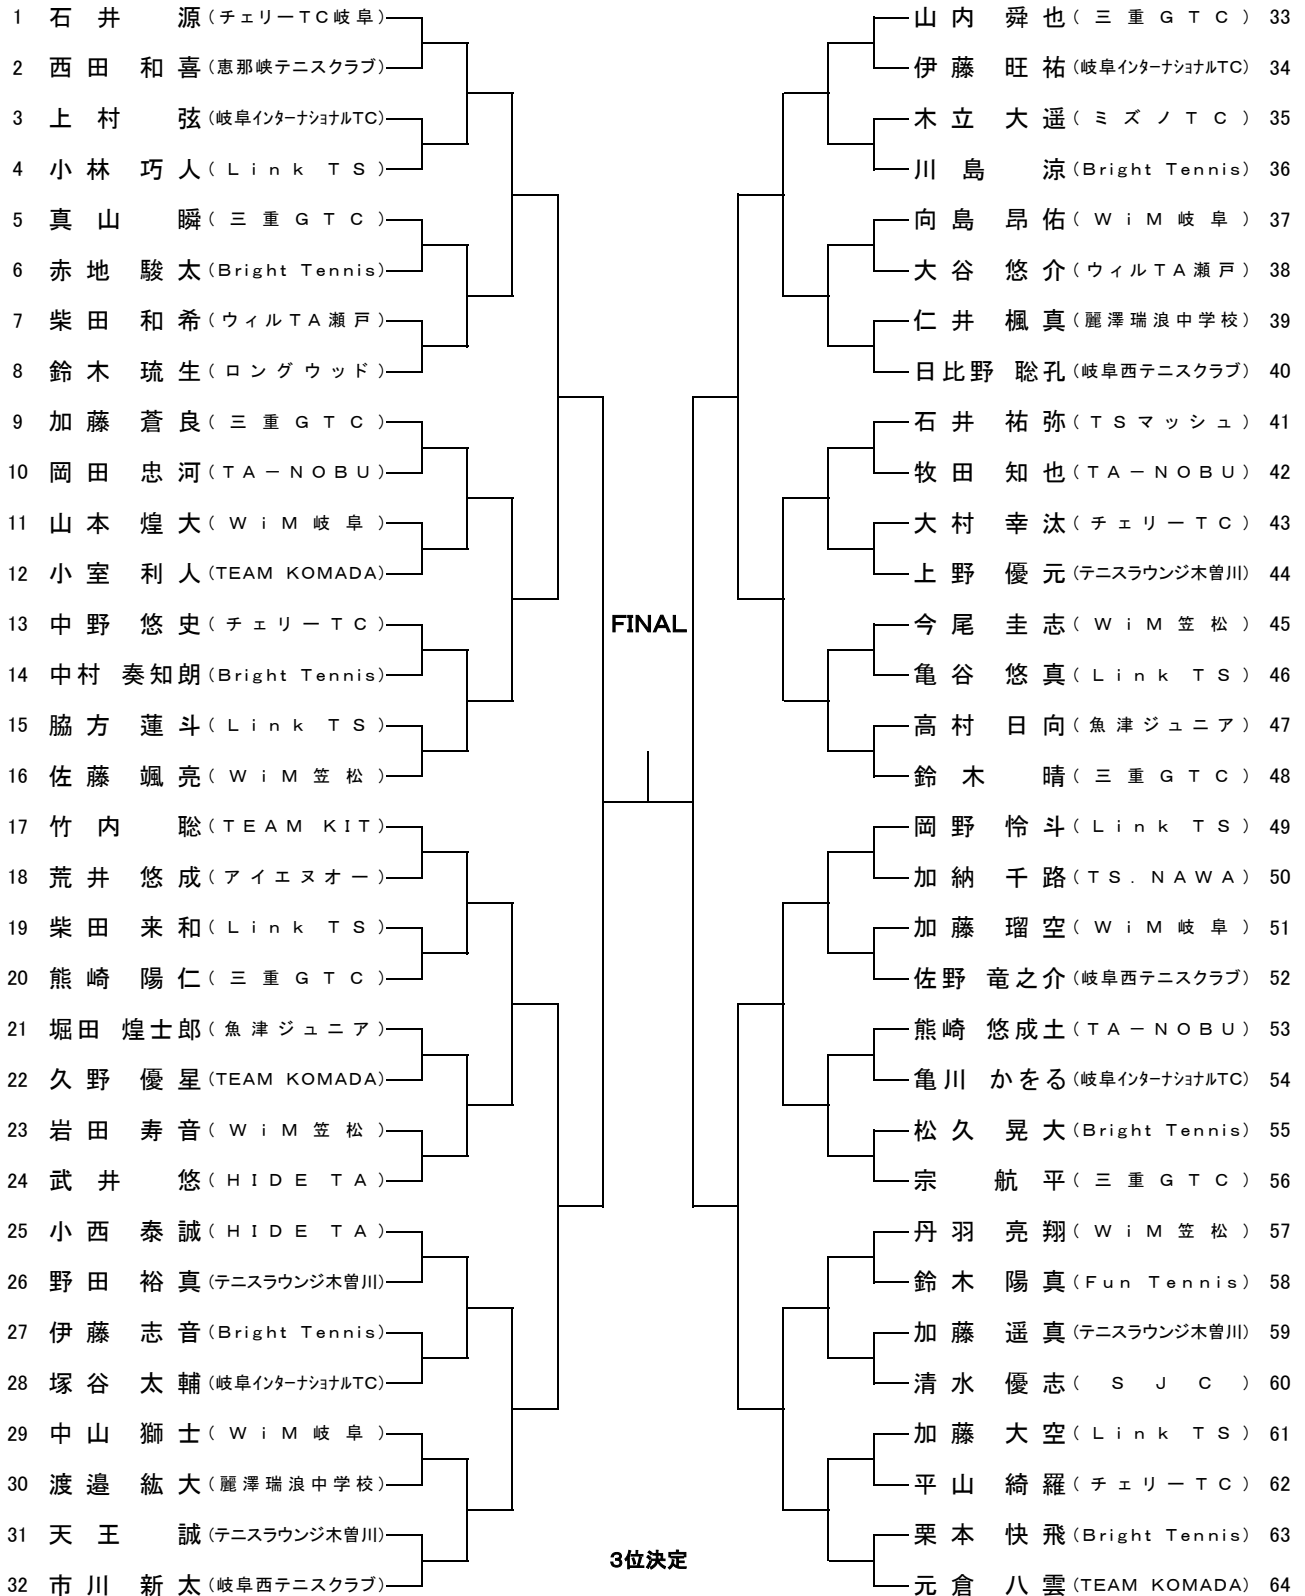 1 石井 源 (チェリーTC岐阜)
2 西田 和喜 (恵那峡テニスクラブ)
3 上村 弦 (岐阜インターナショナルTC)
4 小林 巧人 (Link TS)
5 真山 瞬 (三重GTC)
6 赤地 駿太 (Bright Tennis)
7 柴田 和希 (ウィルTA瀬戸)
8 鈴木 琉生 (ロングウッド)
9 加藤 蒼良 (三重GTC)
10 岡田 忠河 (TA－NOBU)
11 山本 煌大 (WiM岐阜)
12 小室 利人 (TEAM KOMADA)
13 中野 悠史 (チェリーTC)
14 中村 奏知朗 (Bright Tennis)
15 脇方 蓮斗 (Link TS)
16 佐藤 颯亮 (WiM笠松)
17 竹内 聡 (TEAM KIT)
18 荒井 悠成 (アイエヌオー)
19 柴田 来和 (Link TS)
20 熊崎 陽仁 (三重GTC)
21 堀田 煌士郎 (魚津ジュニア)
22 久野 優星 (TEAM KOMADA)
23 岩田 寿音 (WiM笠松)
24 武井 悠 (HIDE TA)
25 小西 泰誠 (HIDE TA)
26 野田 裕真 (テニスラウンジ木曽川)
27 伊藤 志音 (Bright Tennis)
28 塚谷 太輔 (岐阜インターナショナルTC)
29 中山 獅士 (WiM岐阜)
30 渡邉 紘大 (麗澤瑞浪中学校)
31 天王 誠 (テニスラウンジ木曽川)
32 市川 新太 (岐阜西テニスクラブ)
FINAL
3位決定
山内 舜也 (三重GTC) 33
伊藤 旺祐 (岐阜インターナショナルTC) 34
木立 大遥 (ミズノTC) 35
川島 涼 (Bright Tennis) 36
向島 昂佑 (WiM岐阜) 37
大谷 悠介 (ウィルTA瀬戸) 38
仁井 楓真 (麗澤瑞浪中学校) 39
日比野 聡孔 (岐阜西テニスクラブ) 40
石井 祐弥 (TSマッシュ) 41
牧田 知也 (TA－NOBU) 42
大村 幸汰 (チェリーTC) 43
上野 優元 (テニスラウンジ木曽川) 44
今尾 圭志 (WiM笠松) 45
亀谷 悠真 (Link TS) 46
高村 日向 (魚津ジュニア) 47
鈴木 晴 (三重GTC) 48
岡野 怜斗 (Link TS) 49
加納 千路 (TS．NAWA) 50
加藤 瑠空 (WiM岐阜) 51
佐野 竜之介 (岐阜西テニスクラブ) 52
熊崎 悠成土 (TA－NOBU) 53
亀川 かをる (岐阜インターナショナルTC) 54
松久 晃大 (Bright Tennis) 55
宗 航平 (三重GTC) 56
丹羽 亮翔 (WiM笠松) 57
鈴木 陽真 (Fun Tennis) 58
加藤 遥真 (テニスラウンジ木曽川) 59
清水 優志 (SJC) 60
加藤 大空 (Link TS) 61
平山 綺羅 (チェリーTC) 62
栗本 快飛 (Bright Tennis) 63
元倉 八雲 (TEAM KOMADA) 64